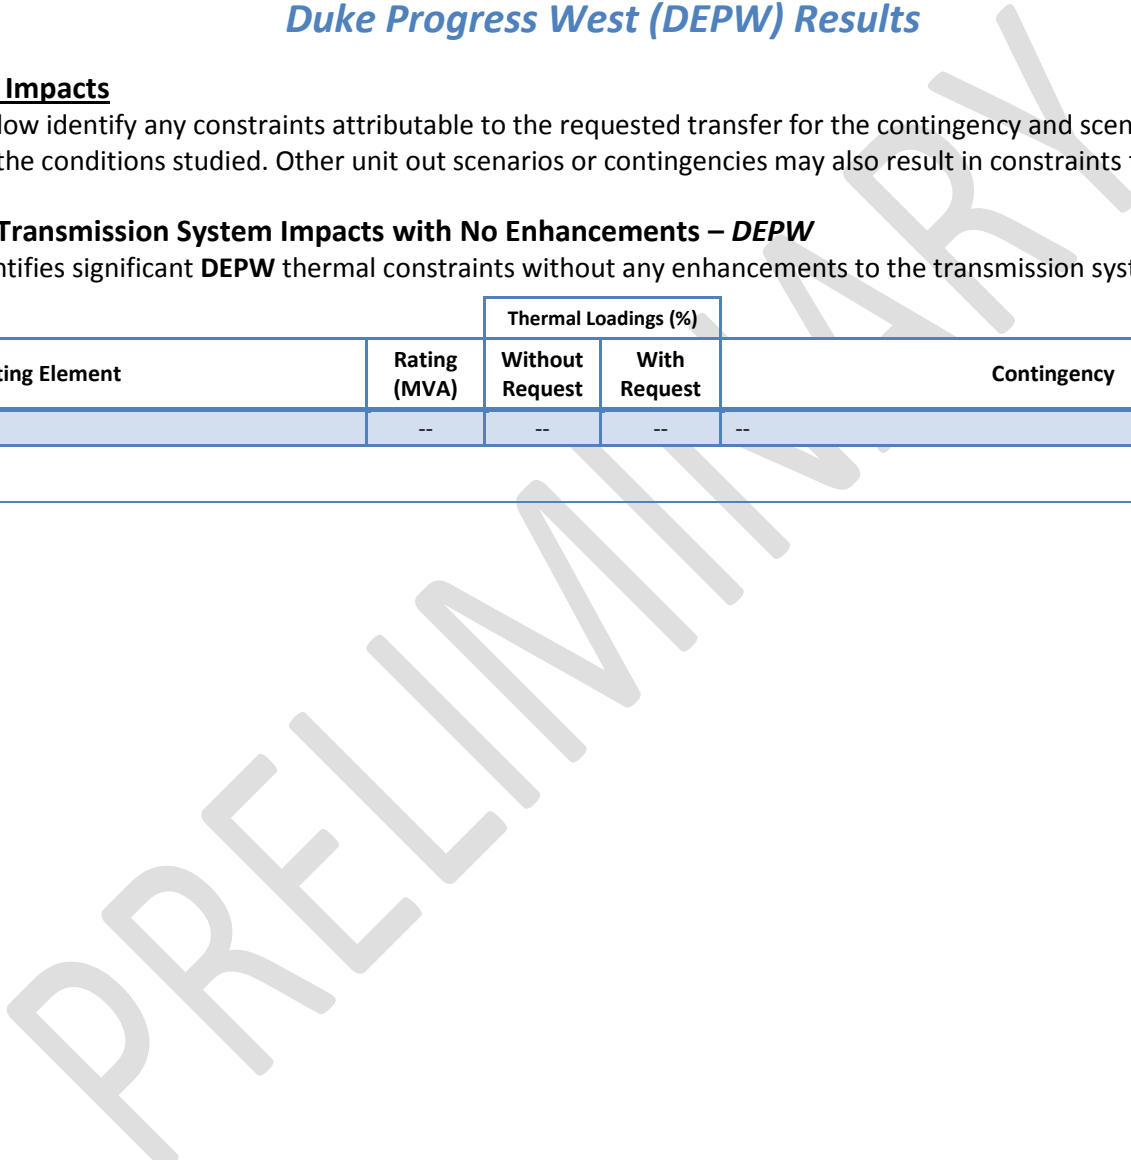 Duke Progress West (DEPW) Results
Impacts
low identify any constraints attributable to the requested transfer for the contingency and scen
the conditions studied. Other unit out scenarios or contingencies may also result in constraints
Transmission System Impacts with No Enhancements – DEPW
ntifies significant DEPW thermal constraints without any enhancements to the transmission syst
Thermal Loadings (%)
ting Element
Rating
(MVA)
Without
Request
With
Request
Contingency
--
--
--
--
PRELIMINARY